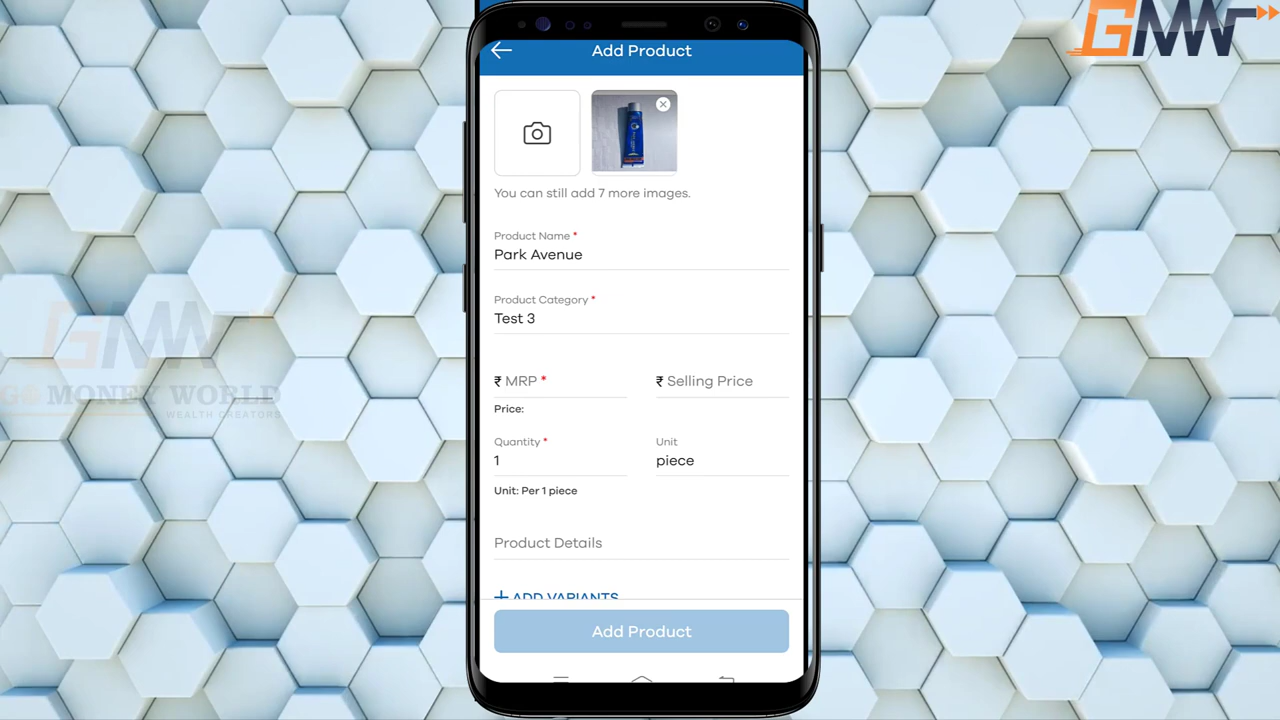 GMW
Add Product
You can still add 7 more images.
Product Name *
Park Avenue
Product Category *
Test 3
₹ MRP *
₹ Selling Price
Price:
Quantity *
Unit
1
piece
Unit: Per 1 piece
Product Details
+ ADD VARIANTS
Add Product
GMW
GO MONEY WORLD
WEALTH CREATORS